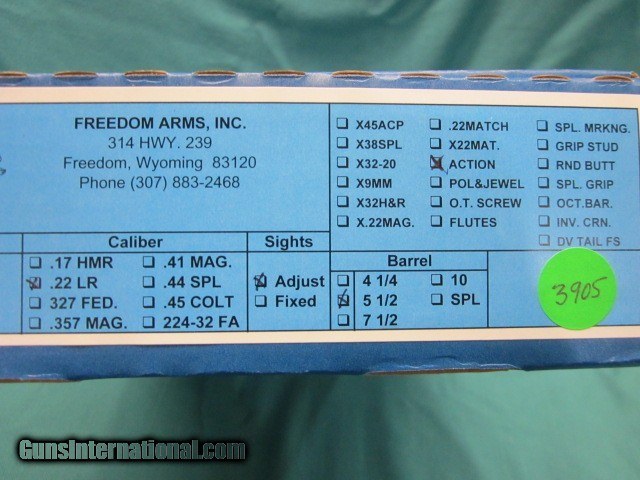 FREEDOM ARMS, INC.
314 HWY. 239
Freedom, Wyoming 83120
Phone (307) 883-2468
X45ACP .22MATCH SPL. MRKNG.
X38SPL X22MAT. GRIP STUD
X32-20 ACTION RND BUTT
X9MM POL&JEWEL SPL. GRIP
X32H&R O.T. SCREW OCT.BAR.
X.22MAG. FLUTES INV. CRN.
DV TAIL FS
Caliber Sights
.17 HMR .41 MAG.
.22 LR .44 SPL Adjust
327 FED. .45 COLT Fixed
.357 MAG. 224-32 FA
Barrel
4 1/4 10
5 1/2 SPL
7 1/2
3905
GunsInternational.com